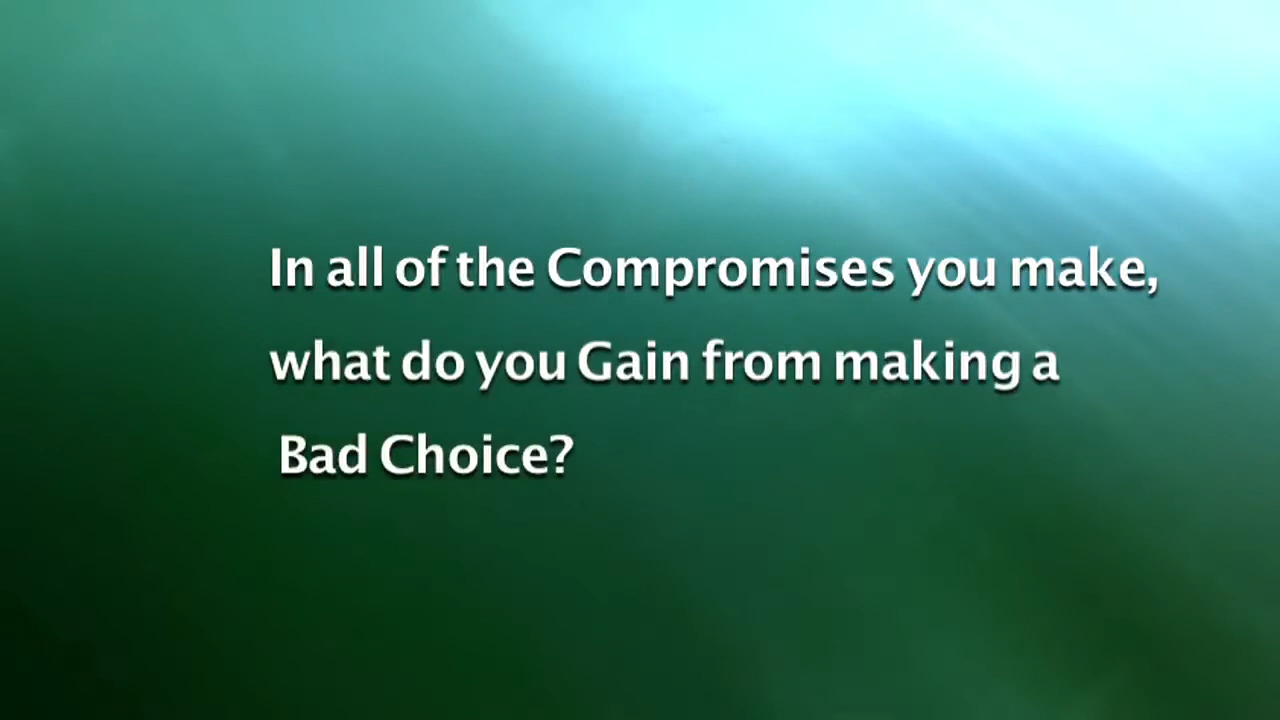 In all of the Compromises you make,
what do you Gain from making a
Bad Choice?